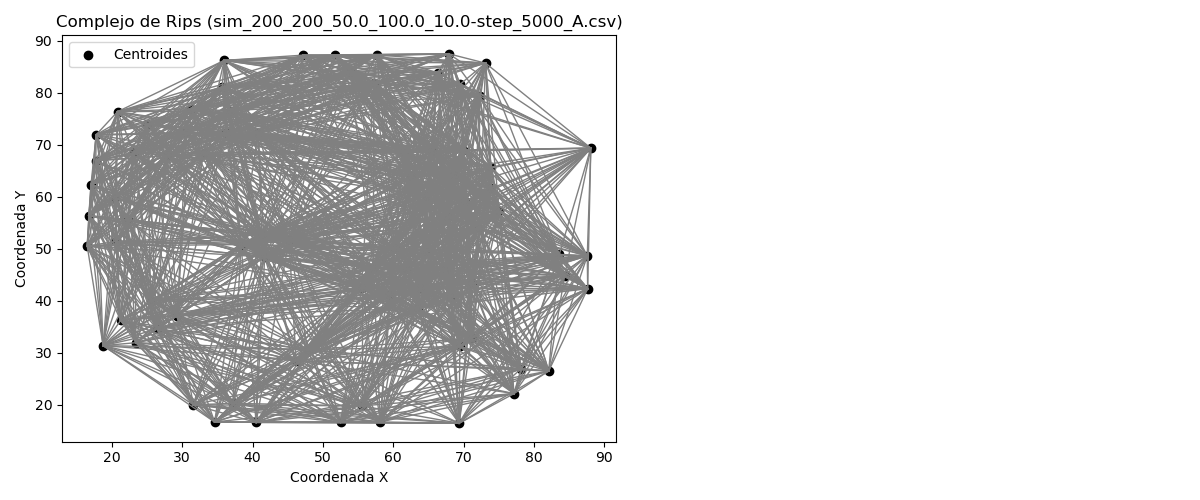 Complejo de Rips (sim_200_200_50.0_100.0_10.0-step_5000_A.csv)
Centroides
90
80
70
60
50
40
30
20
Coordenada Y
20 30 40 50 60 70 80 90
Coordenada X